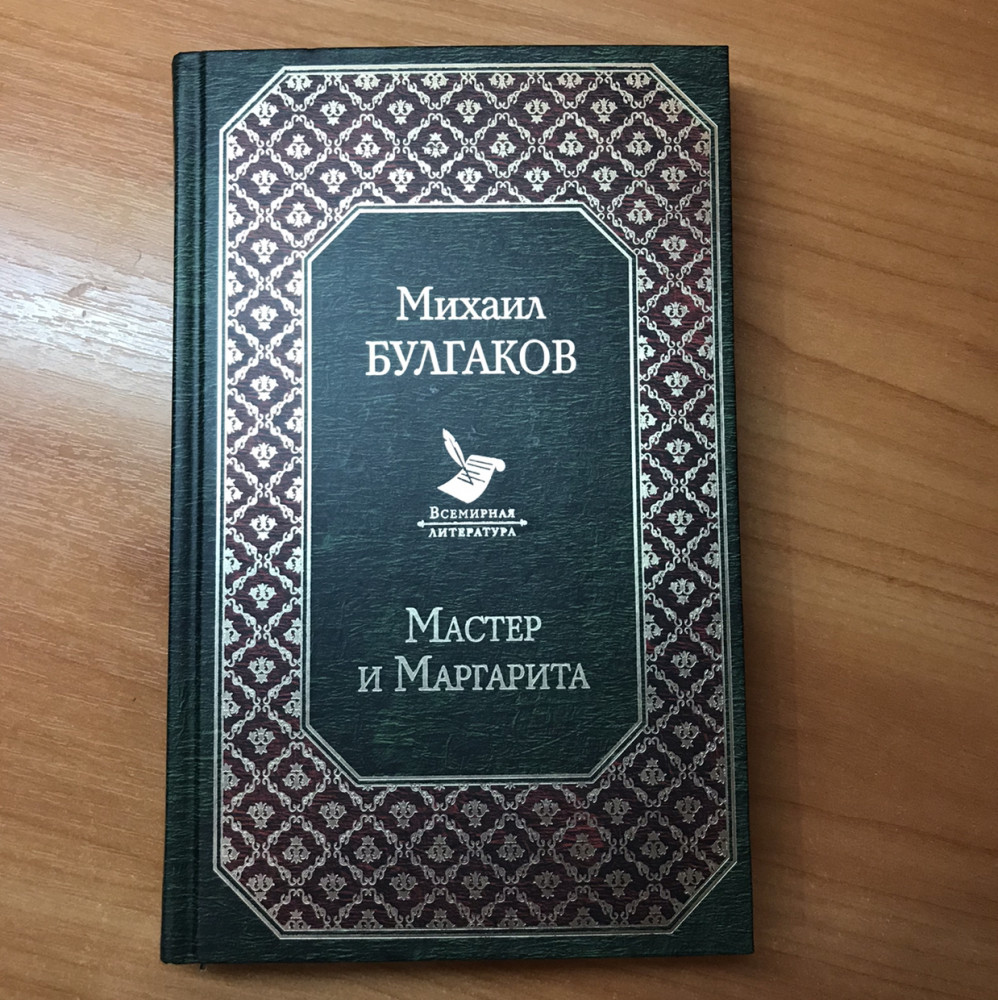 Михаил
БУЛГАКОВ
Всемирная
литература
Мастер
и Маргарита